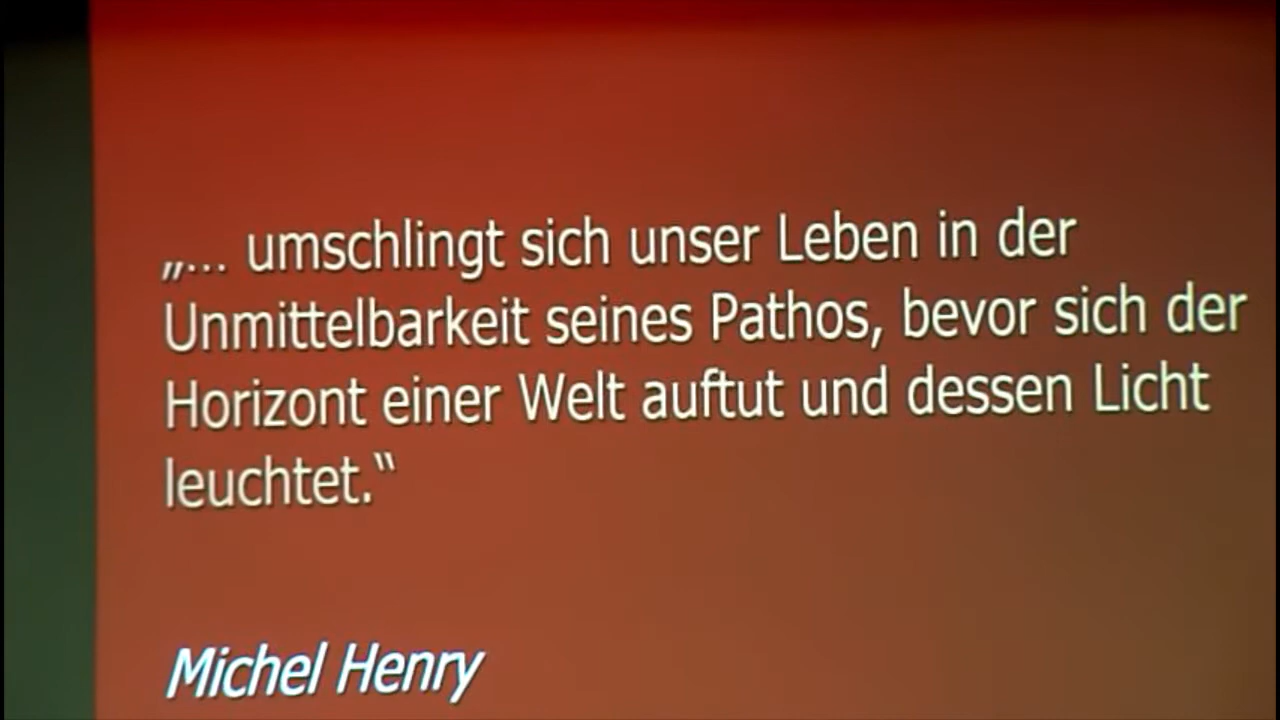 „... umschlingt sich unser Leben in der
Unmittelbarkeit seines Pathos, bevor sich der
Horizont einer Welt auftut und dessen Licht
leuchtet.“
Michel Henry